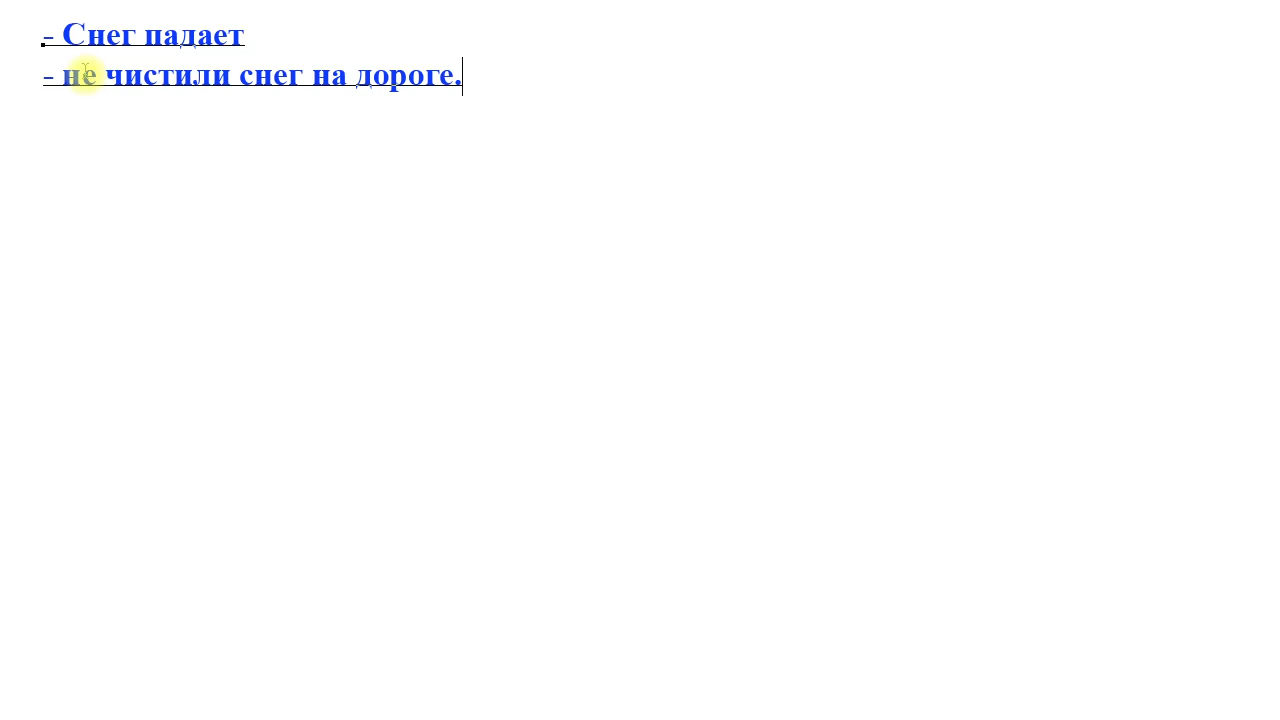 - Снег падает
- не чистили снег на дороге.